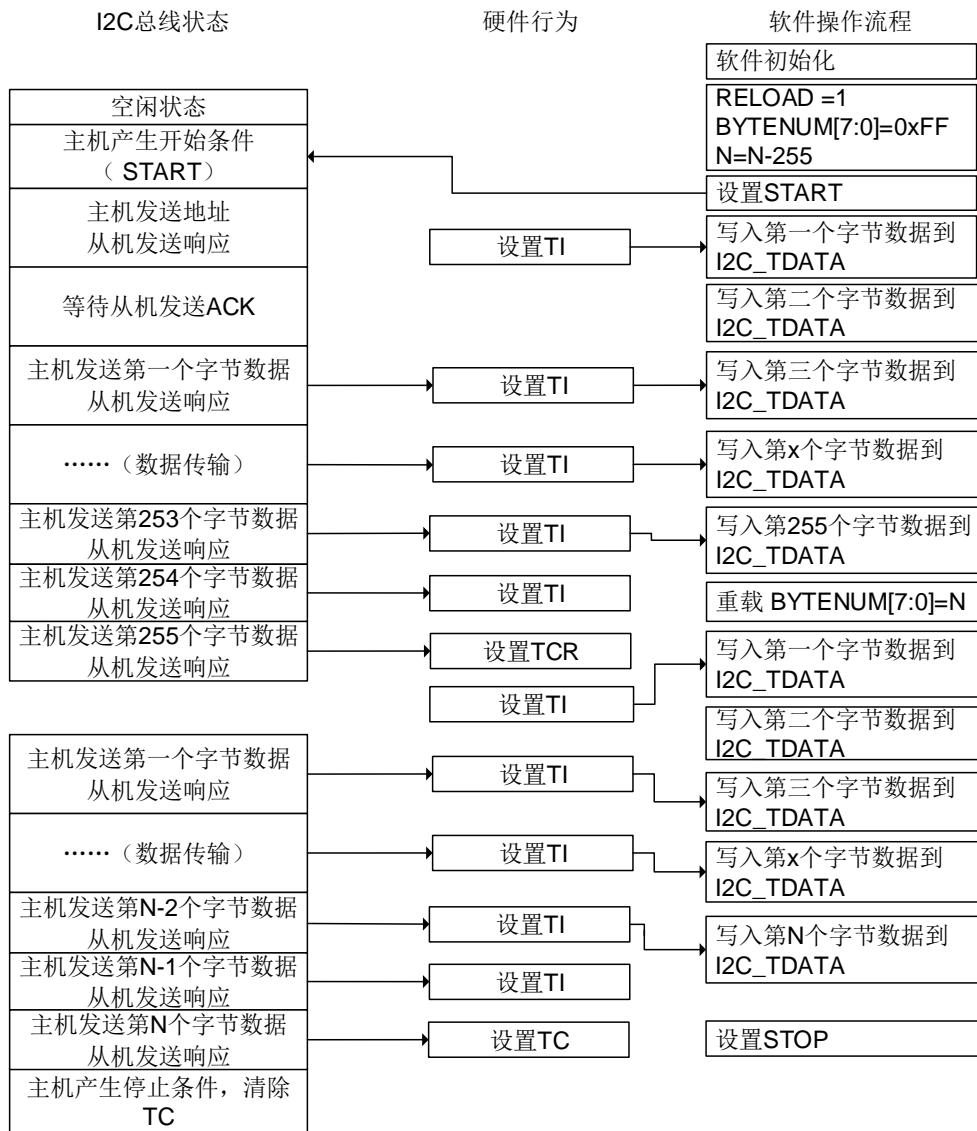 I2C总线状态
硬件行为
软件操作流程
软件初始化
空闲状态
RELOAD =1
BYTENUM[7:0]=0xFF
N=N-255
主机产生开始条件
（ START）
设置START
主机发送地址
从机发送响应
设置TI
写入第一个字节数据到
I2C_TDATA
等待从机发送ACK
写入第二个字节数据到
I2C_TDATA
主机发送第一个字节数据
从机发送响应
设置TI
写入第三个字节数据到
I2C_TDATA
……（数据传输）
设置TI
写入第x个字节数据到
I2C_TDATA
主机发送第253个字节数据
从机发送响应
设置TI
写入第255个字节数据到
I2C_TDATA
主机发送第254个字节数据
从机发送响应
设置TI
重载 BYTENUM[7:0]=N
主机发送第255个字节数据
从机发送响应
设置TCR
设置TI
写入第一个字节数据到
I2C_TDATA
写入第二个字节数据到
I2C_TDATA
主机发送第一个字节数据
从机发送响应
设置TI
写入第三个字节数据到
I2C_TDATA
……（数据传输）
设置TI
写入第x个字节数据到
I2C_TDATA
主机发送第N-2个字节数据
从机发送响应
设置TI
写入第N个字节数据到
I2C_TDATA
主机发送第N-1个字节数据
从机发送响应
设置TI
主机发送第N个字节数据
从机发送响应
设置TC
设置STOP
主机产生停止条件，清除
TC